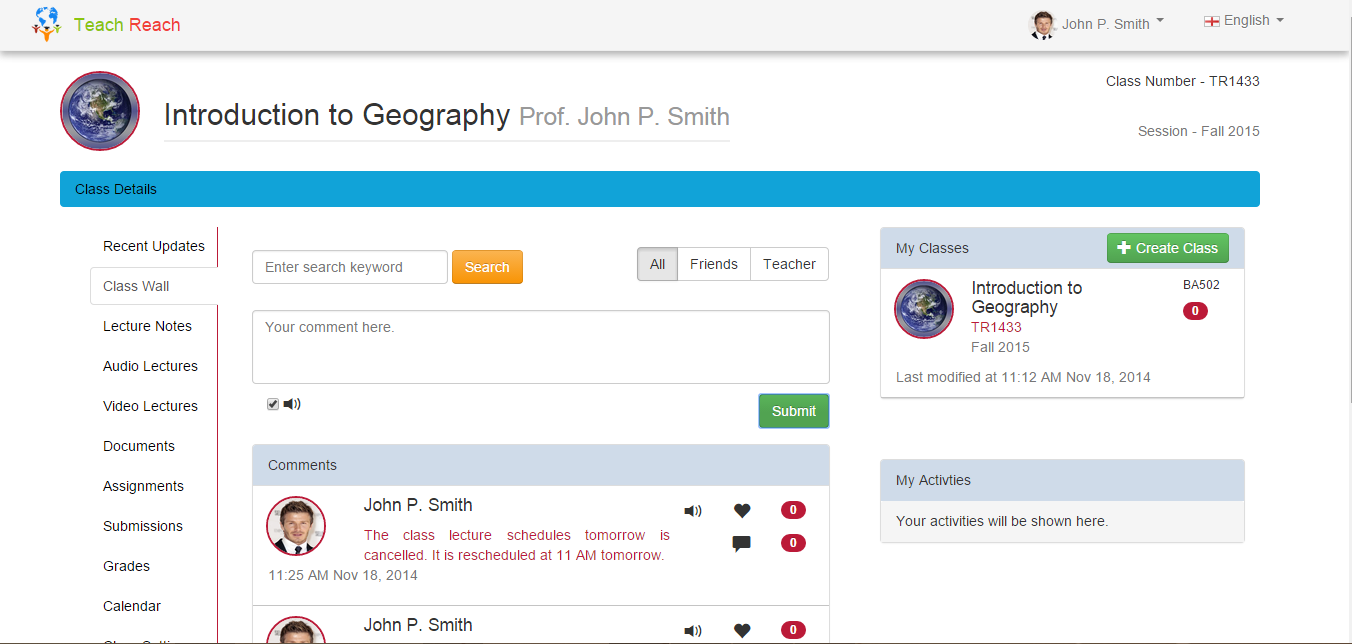 Teach Reach
John P. Smith
English
Class Number - TR1433
Introduction to Geography Prof. John P. Smith
Session - Fall 2015
Class Details
Recent Updates
Class Wall
Lecture Notes
Audio Lectures
Video Lectures
Documents
Assignments
Submissions
Grades
Calendar
Enter search keyword
Search
All
Friends
Teacher
Your comment here.
Submit
Comments
John P. Smith
0
The class lecture schedules tomorrow is
cancelled. It is rescheduled at 11 AM tomorrow.
0
11:25 AM Nov 18, 2014
John P. Smith
0
My Classes
Create Class
Introduction to
Geography
BA502
0
TR1433
Fall 2015
Last modified at 11:12 AM Nov 18, 2014
My Activties
Your activities will be shown here.